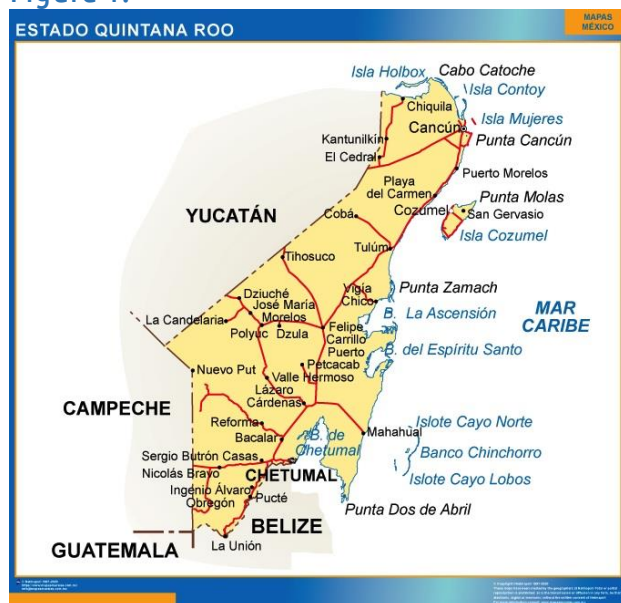 Figure 1.
ESTADO QUINTANA ROO
MAPAS
MÉXICO
Isla Holbox
Cabo Catoche
Isla Contoy
Chiquila
Isla Mujeres
Cancún
Kantunilkín
Punta Cancún
El Cedral
Puerto Morelos
Playa
del Carmen
Punta Molas
YUCATÁN
Cobá
Cozumel
San Gervasio
Isla Cozumel
Tulúm
Tihosuco
Vigía
Chico
Punta Zamach
Dziuché
José María
Morelos
B. La Ascensión
MAR
CARIBE
La Candelaria
Polyuc
Dzula
Felipe
Carrillo
Puerto
B. del Espíritu Santo
Petcacab
Nuevo Put
Valle Hermoso
Lázaro
Cárdenas
CAMPECHE
Reforma
Bacalar
B. de
Chetumal
Mahahual
Islote Cayo Norte
Banco Chinchorro
Islote Cayo Lobos
Sergio Butrón Casas
Nicolás Bravo
CHETUMAL
Ingenio Álvaro
Obregón
Pucté
Punta Dos de Abril
BELIZE
GUATEMALA
La Unión